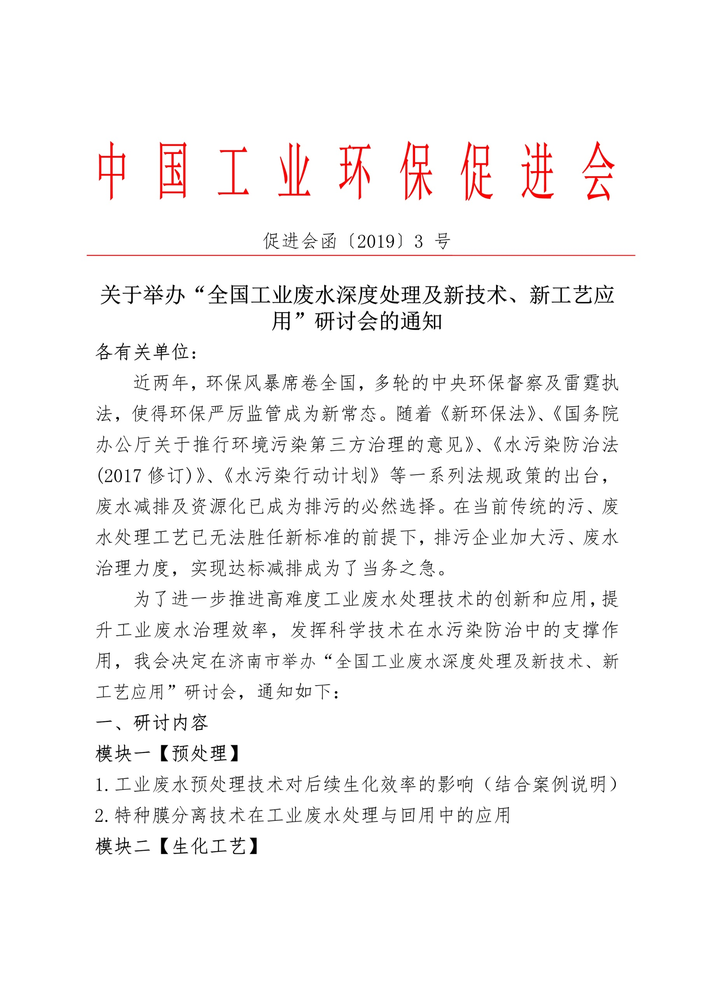 中国工业环保促进会
促进会函〔2019〕3 号
关于举办“全国工业废水深度处理及新技术、新工艺应
用”研讨会的通知
各有关单位：
近两年，环保风暴席卷全国，多轮的中央环保督察及雷霆执
法，使得环保严厉监管成为新常态。随着《新环保法》、《国务院
办公厅关于推行环境污染第三方治理的意见》、《水污染防治法
(2017 修订)》、《水污染行动计划》等一系列法规政策的出台，
废水减排及资源化已成为排污的必然选择。在当前传统的污、废
水处理工艺已无法胜任新标准的前提下，排污企业加大污、废水
治理力度，实现达标减排成为了当务之急。
为了进一步推进高难度工业废水处理技术的创新和应用，提
升工业废水治理效率，发挥科学技术在水污染防治中的支撑作
用，我会决定在济南市举办“全国工业废水深度处理及新技术、新
工艺应用”研讨会，通知如下：
一、研讨内容
模块一【预处理】
1.工业废水预处理技术对后续生化效率的影响（结合案例说明）
2.特种膜分离技术在工业废水处理与回用中的应用
模块二【生化工艺】